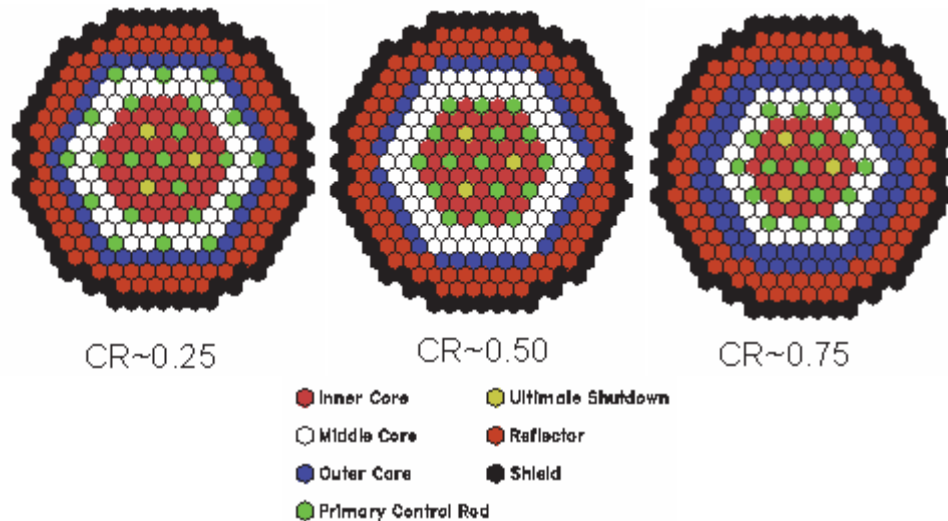 CR~0.25
CR~0.50
CR~0.75
Inner Core
Ultimale Shutdown
Middle Core
Reflector
Outer Core
Shield
Primary Control Rod